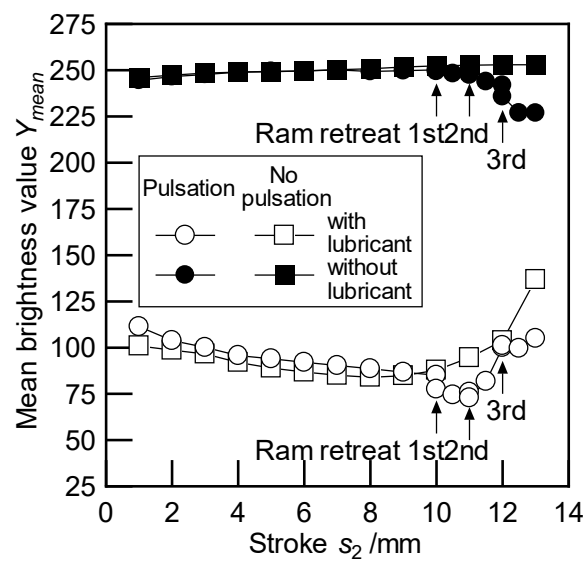 Mean brightness value Ymean
275
250
225
200
175
150
125
100
75
50
25
Ram retreat 1st2nd
3rd
Pulsation
No
pulsation
with
lubricant
without
lubricant
3rd
Ram retreat 1st2nd
0 2 4 6 8 10 12 14
Stroke s2 /mm